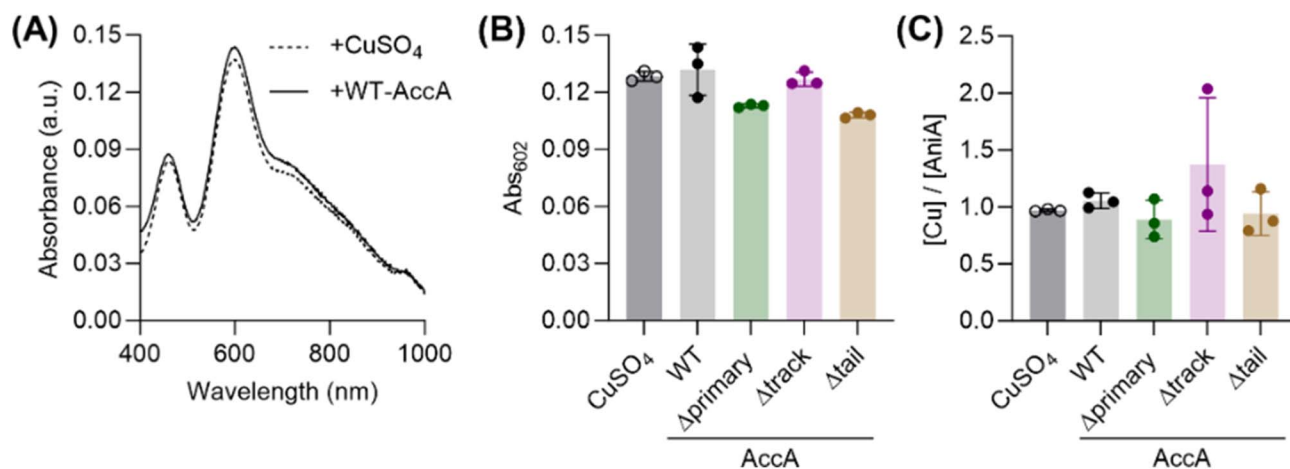 (A)
0.15
0.12
0.09
0.06
0.03
0.00
Absorbance (a.u.)
+CuSO₄
+WT-AccA
400 600 800 1000
Wavelength (nm)
(B)
0.15
0.12
0.09
0.06
0.03
0.00
Abs₆₀₂
CuSO₄
WT
Δprimary
Δtrack
Δtail
AccA
(C)
2.5
2.0
1.5
1.0
0.5
0.0
[Cu] / [AniA]
CuSO₄
WT
Δprimary
Δtrack
Δtail
AccA